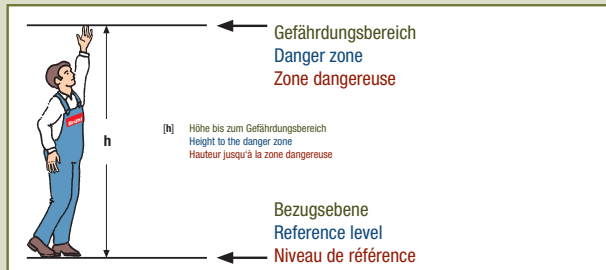 Gefährdungsbereich
Danger zone
Zone dangereuse
Brühl
h
[h] Höhe bis zum Gefährdungsbereich
Height to the danger zone
Hauteur jusqu'à la zone dangereuse
Bezugsebene
Reference level
Niveau de référence